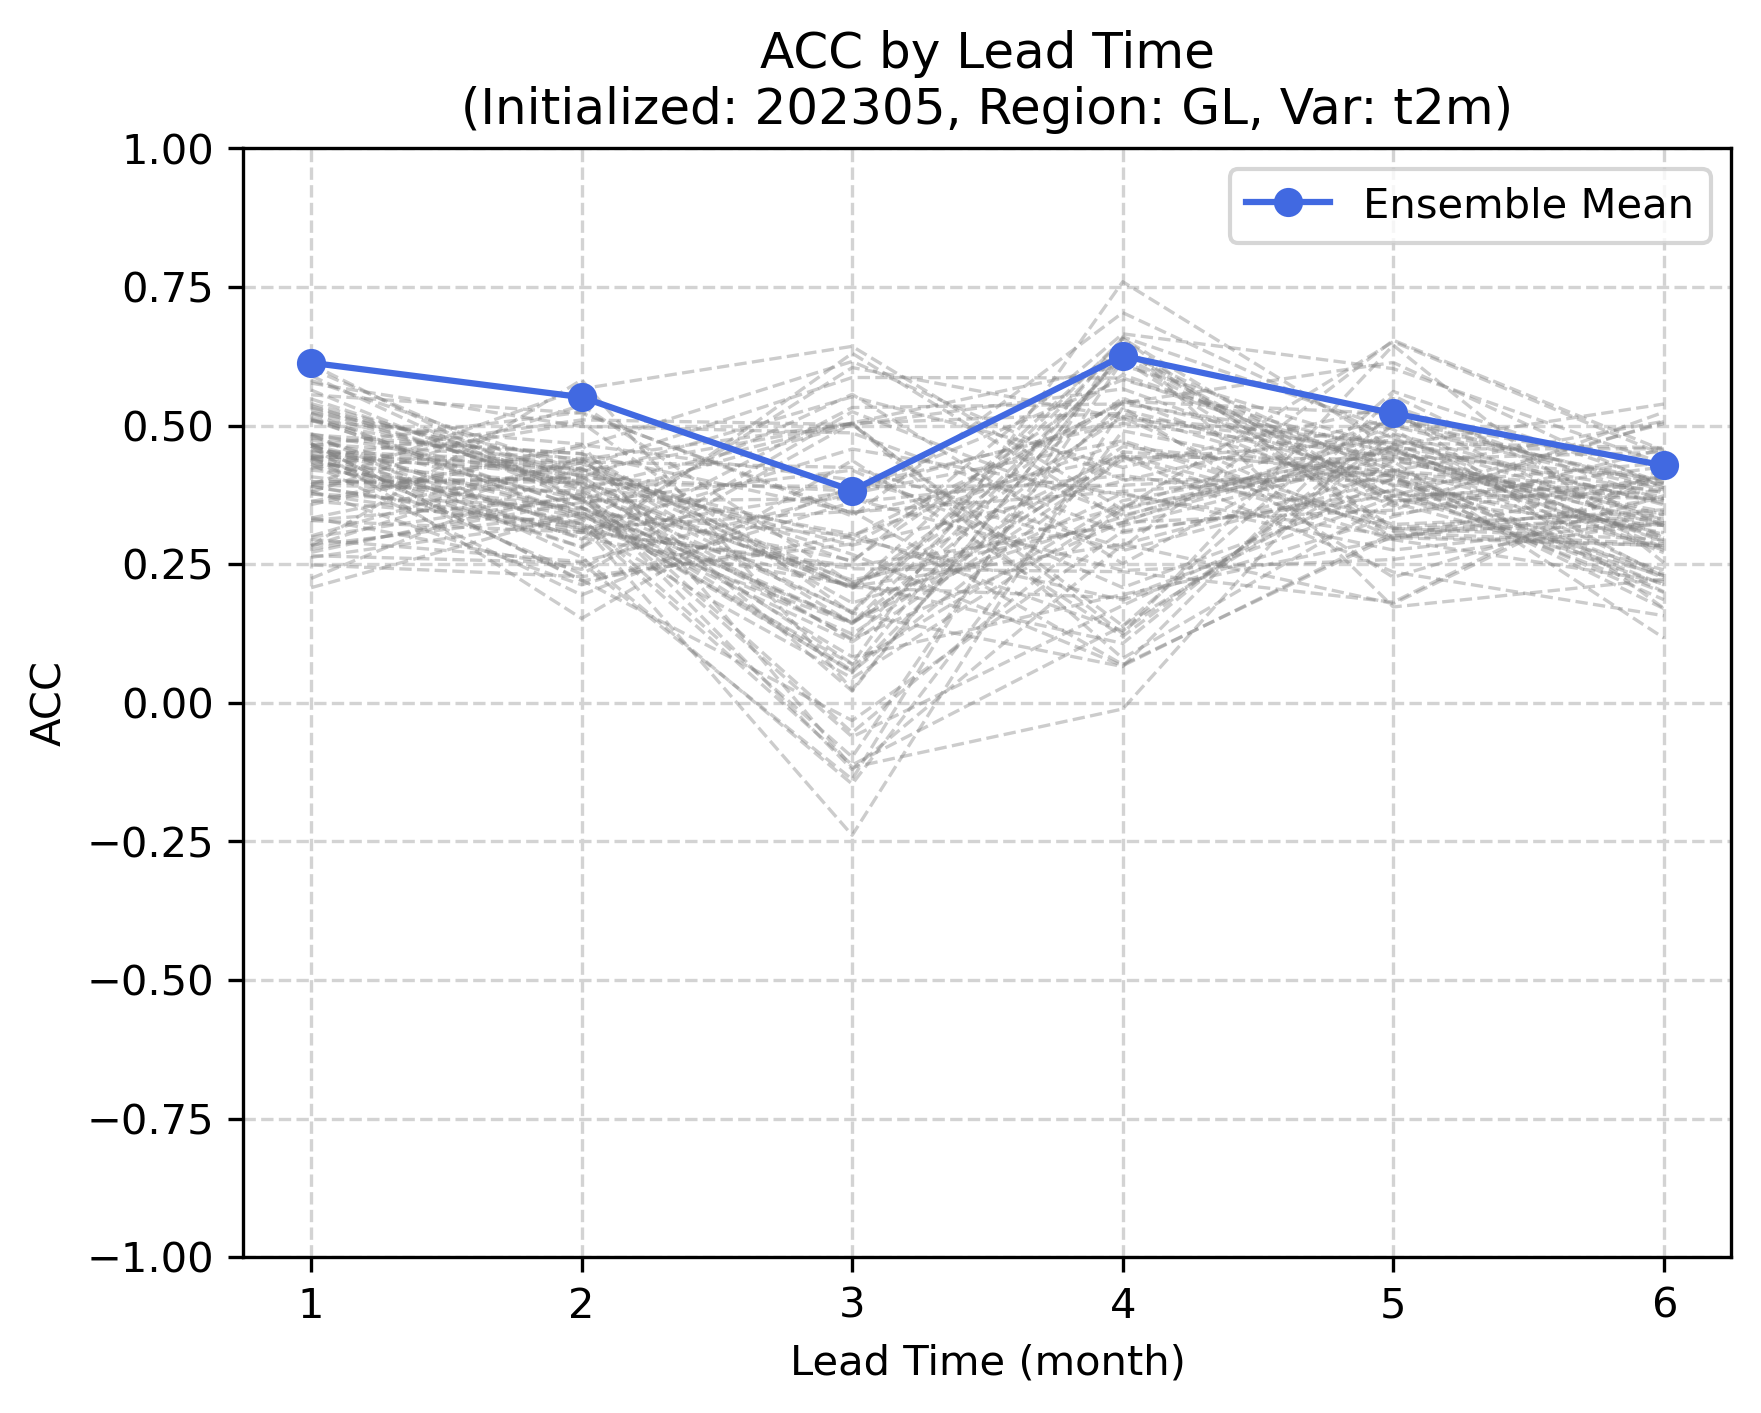 ACC by Lead Time
(Initialized: 202305, Region: GL, Var: t2m)
Ensemble Mean
1.00
0.75
0.50
0.25
0.00
−0.25
−0.50
−0.75
−1.00
ACC
1 2 3 4 5 6
Lead Time (month)